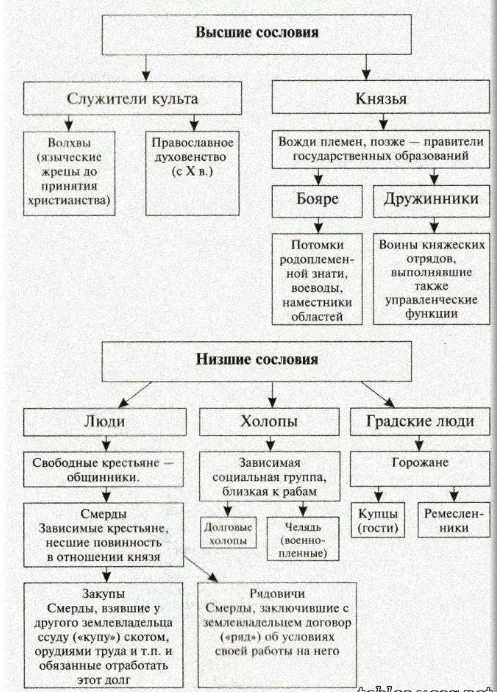 Высшие сословия
Служители культа
Князья
Волхвы
(языческие
жрецы до
принятия
христианства)
Православное
духовенство
(с X в.)
Вожди племен, позже — правители
государственных образований
Бояре
Дружинники
Потомки
родоплемен-
ной знати,
воеводы,
наместники
областей
Воины княжеских
отрядов,
выполнявшие
также
управленческие
функции
Низшие сословия
Люди
Холопы
Градские люди
Свободные крестьяне —
общинники.
Зависимая
социальная группа,
близкая к рабам
Горожане
Смерды
Зависимые крестьяне,
несшие повинность
в отношении князя
Долговые
холопы
Челядь
(военно-
пленные)
Купцы
(гости)
Ремеслен-
ники
Закупы
Смерды, взявшие у
другого землевладельца
ссуду («купу») скотом,
орудиями труда и т.п. и
обязанные отработать
этот долг
Рядовичи
Смерды, заключившие с
землевладельцем договор
(«ряд») об условиях
своей работы на него